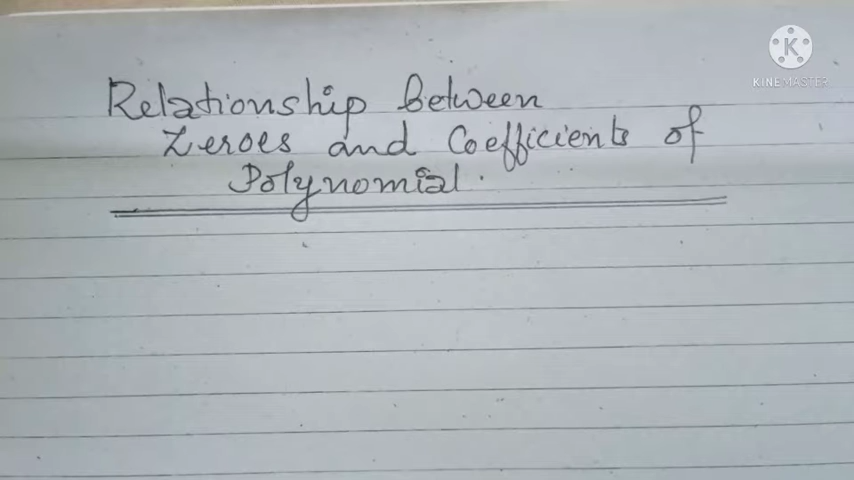 Relationship between
Zeroes and Coefficients of
Polynomial.
KINEMASTER